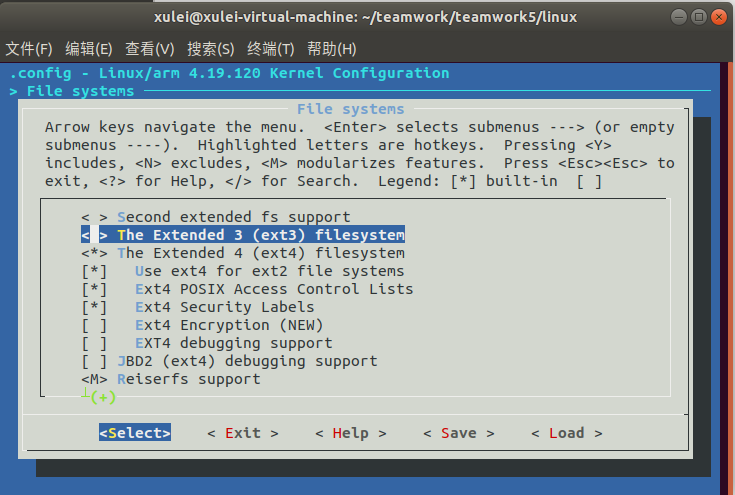 xulei@xulei-virtual-machine: ~/teamwork/teamwork5/linux
文件(F) 编辑(E) 查看(V) 搜索(S) 终端(T) 帮助(H)
.config - Linux/arm 4.19.120 Kernel Configuration
> File systems
File systems
Arrow keys navigate the menu.  <Enter> selects submenus ---> (or empty
submenus ----).  Highlighted letters are hotkeys.  Pressing <Y>
includes, <N> excludes, <M> modularizes features.  Press <Esc><Esc> to
exit, <?> for Help, </> for Search.  Legend: [*] built-in  [ ]
< > Second extended fs support
< > The Extended 3 (ext3) filesystem
<*> The Extended 4 (ext4) filesystem
[*]   Use ext4 for ext2 file systems
[*]   Ext4 POSIX Access Control Lists
[*]   Ext4 Security Labels
[ ]   Ext4 Encryption (NEW)
[ ]   EXT4 debugging support
[ ] JBD2 (ext4) debugging support
<M> Reiserfs support
(+)
<Select>    < Exit >    < Help >    < Save >    < Load >